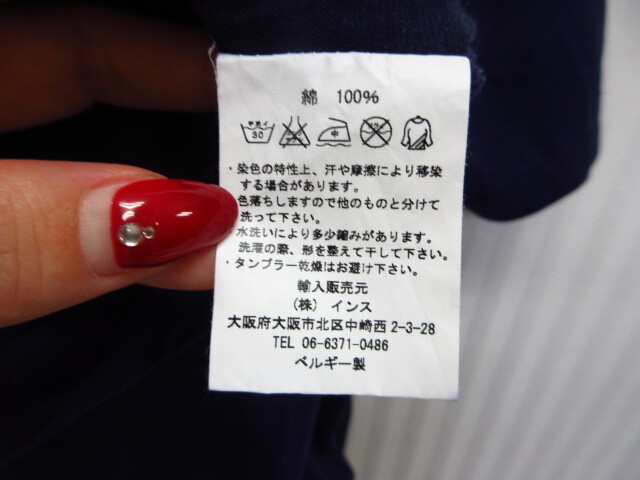 綿 100%
30
中
・染色の特性上、汗や摩擦により移染
する場合があります。
色落ちしますので他のものと分けて
洗って下さい。
水洗いにより多少縮みがあります。
洗濯の際、形を整えて干して下さい。
・タンブラー乾燥はお避け下さい。
輸入販売元
(株) インス
大阪府大阪市北区中崎西2-3-28
TEL 06-6371-0486
ベルギー製